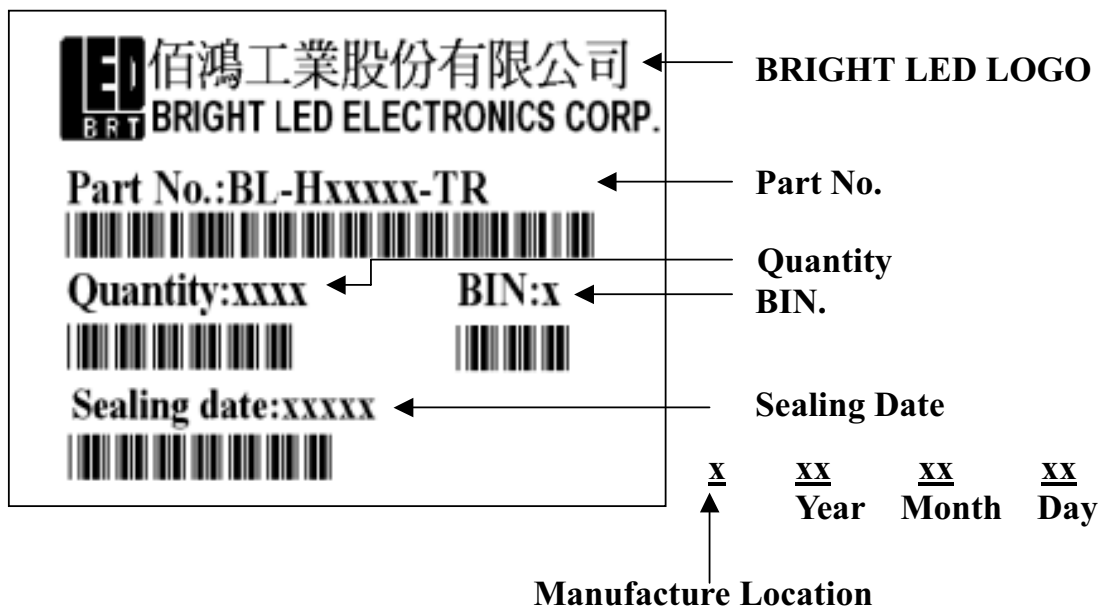 LED 佰鴻工業股份有限公司 BRIGHT LED LOGO
BRT BRIGHT LED ELECTRONICS CORP.
Part No.:BL-Hxxxxx-TR Part No.
Quantity
Quantity:xxxx BIN:x BIN.
Sealing date:xxxxx Sealing Date
x xx xx xx
Year Month Day
Manufacture Location